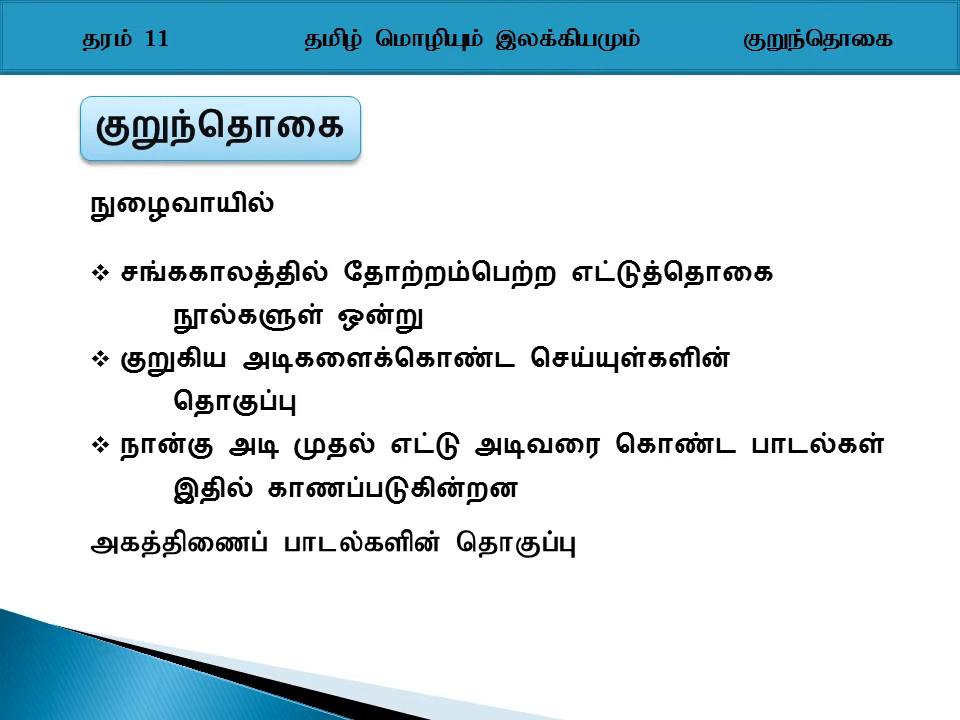 தரம் 11 தமிழ் மொழியும் இலக்கியமும் குறுந்தொகை
குறுந்தொகை
நுழைவாயில்
❖ சங்ககாலத்தில் தோற்றம்பெற்ற எட்டுத்தொகை
நூல்களுள் ஒன்று
❖ குறுகிய அடிகளைக்கொண்ட செய்யுள்களின்
தொகுப்பு
❖ நான்கு அடி முதல் எட்டு அடிவரை கொண்ட பாடல்கள்
இதில் காணப்படுகின்றன
அகத்திணைப் பாடல்களின் தொகுப்பு